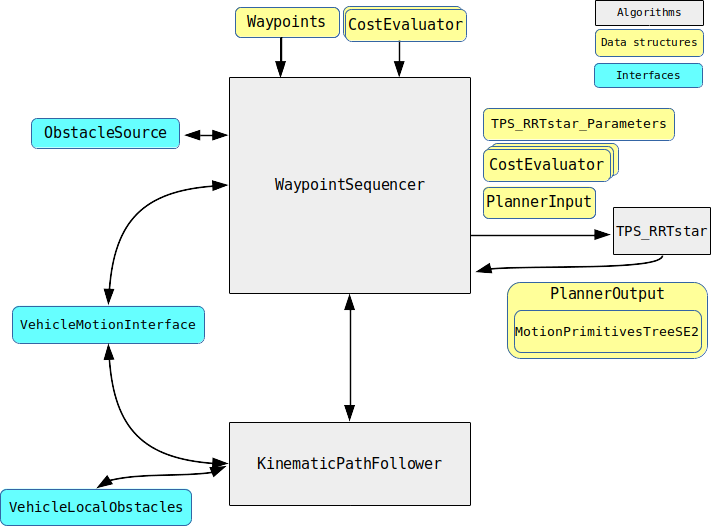 Waypoints
CostEvaluator
Algorithms
Data structures
Interfaces
ObstacleSource
TPS_RRTstar_Parameters
CostEvaluator
WaypointSequencer
PlannerInput
TPS_RRTstar
PlannerOutput
MotionPrimitivesTreeSE2
VehicleMotionInterface
KinematicPathFollower
VehicleLocalObstacles